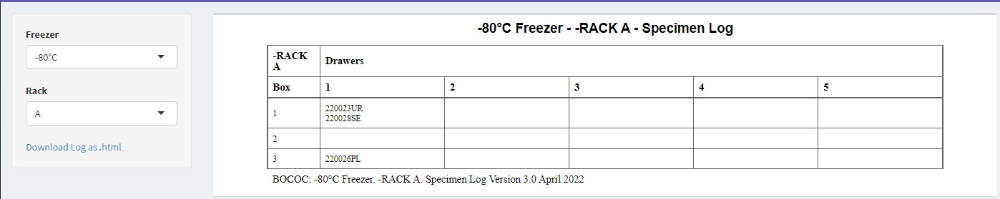 Freezer
-80°C
Rack
A
Download Log as .html
-80°C Freezer - -RACK A - Specimen Log
-RACK A Drawers
Box 1 2 3 4 5
1 220023UR
220028SE
2
3 220026PL
BOCOC: -80°C Freezer. -RACK A. Specimen Log Version 3.0 April 2022